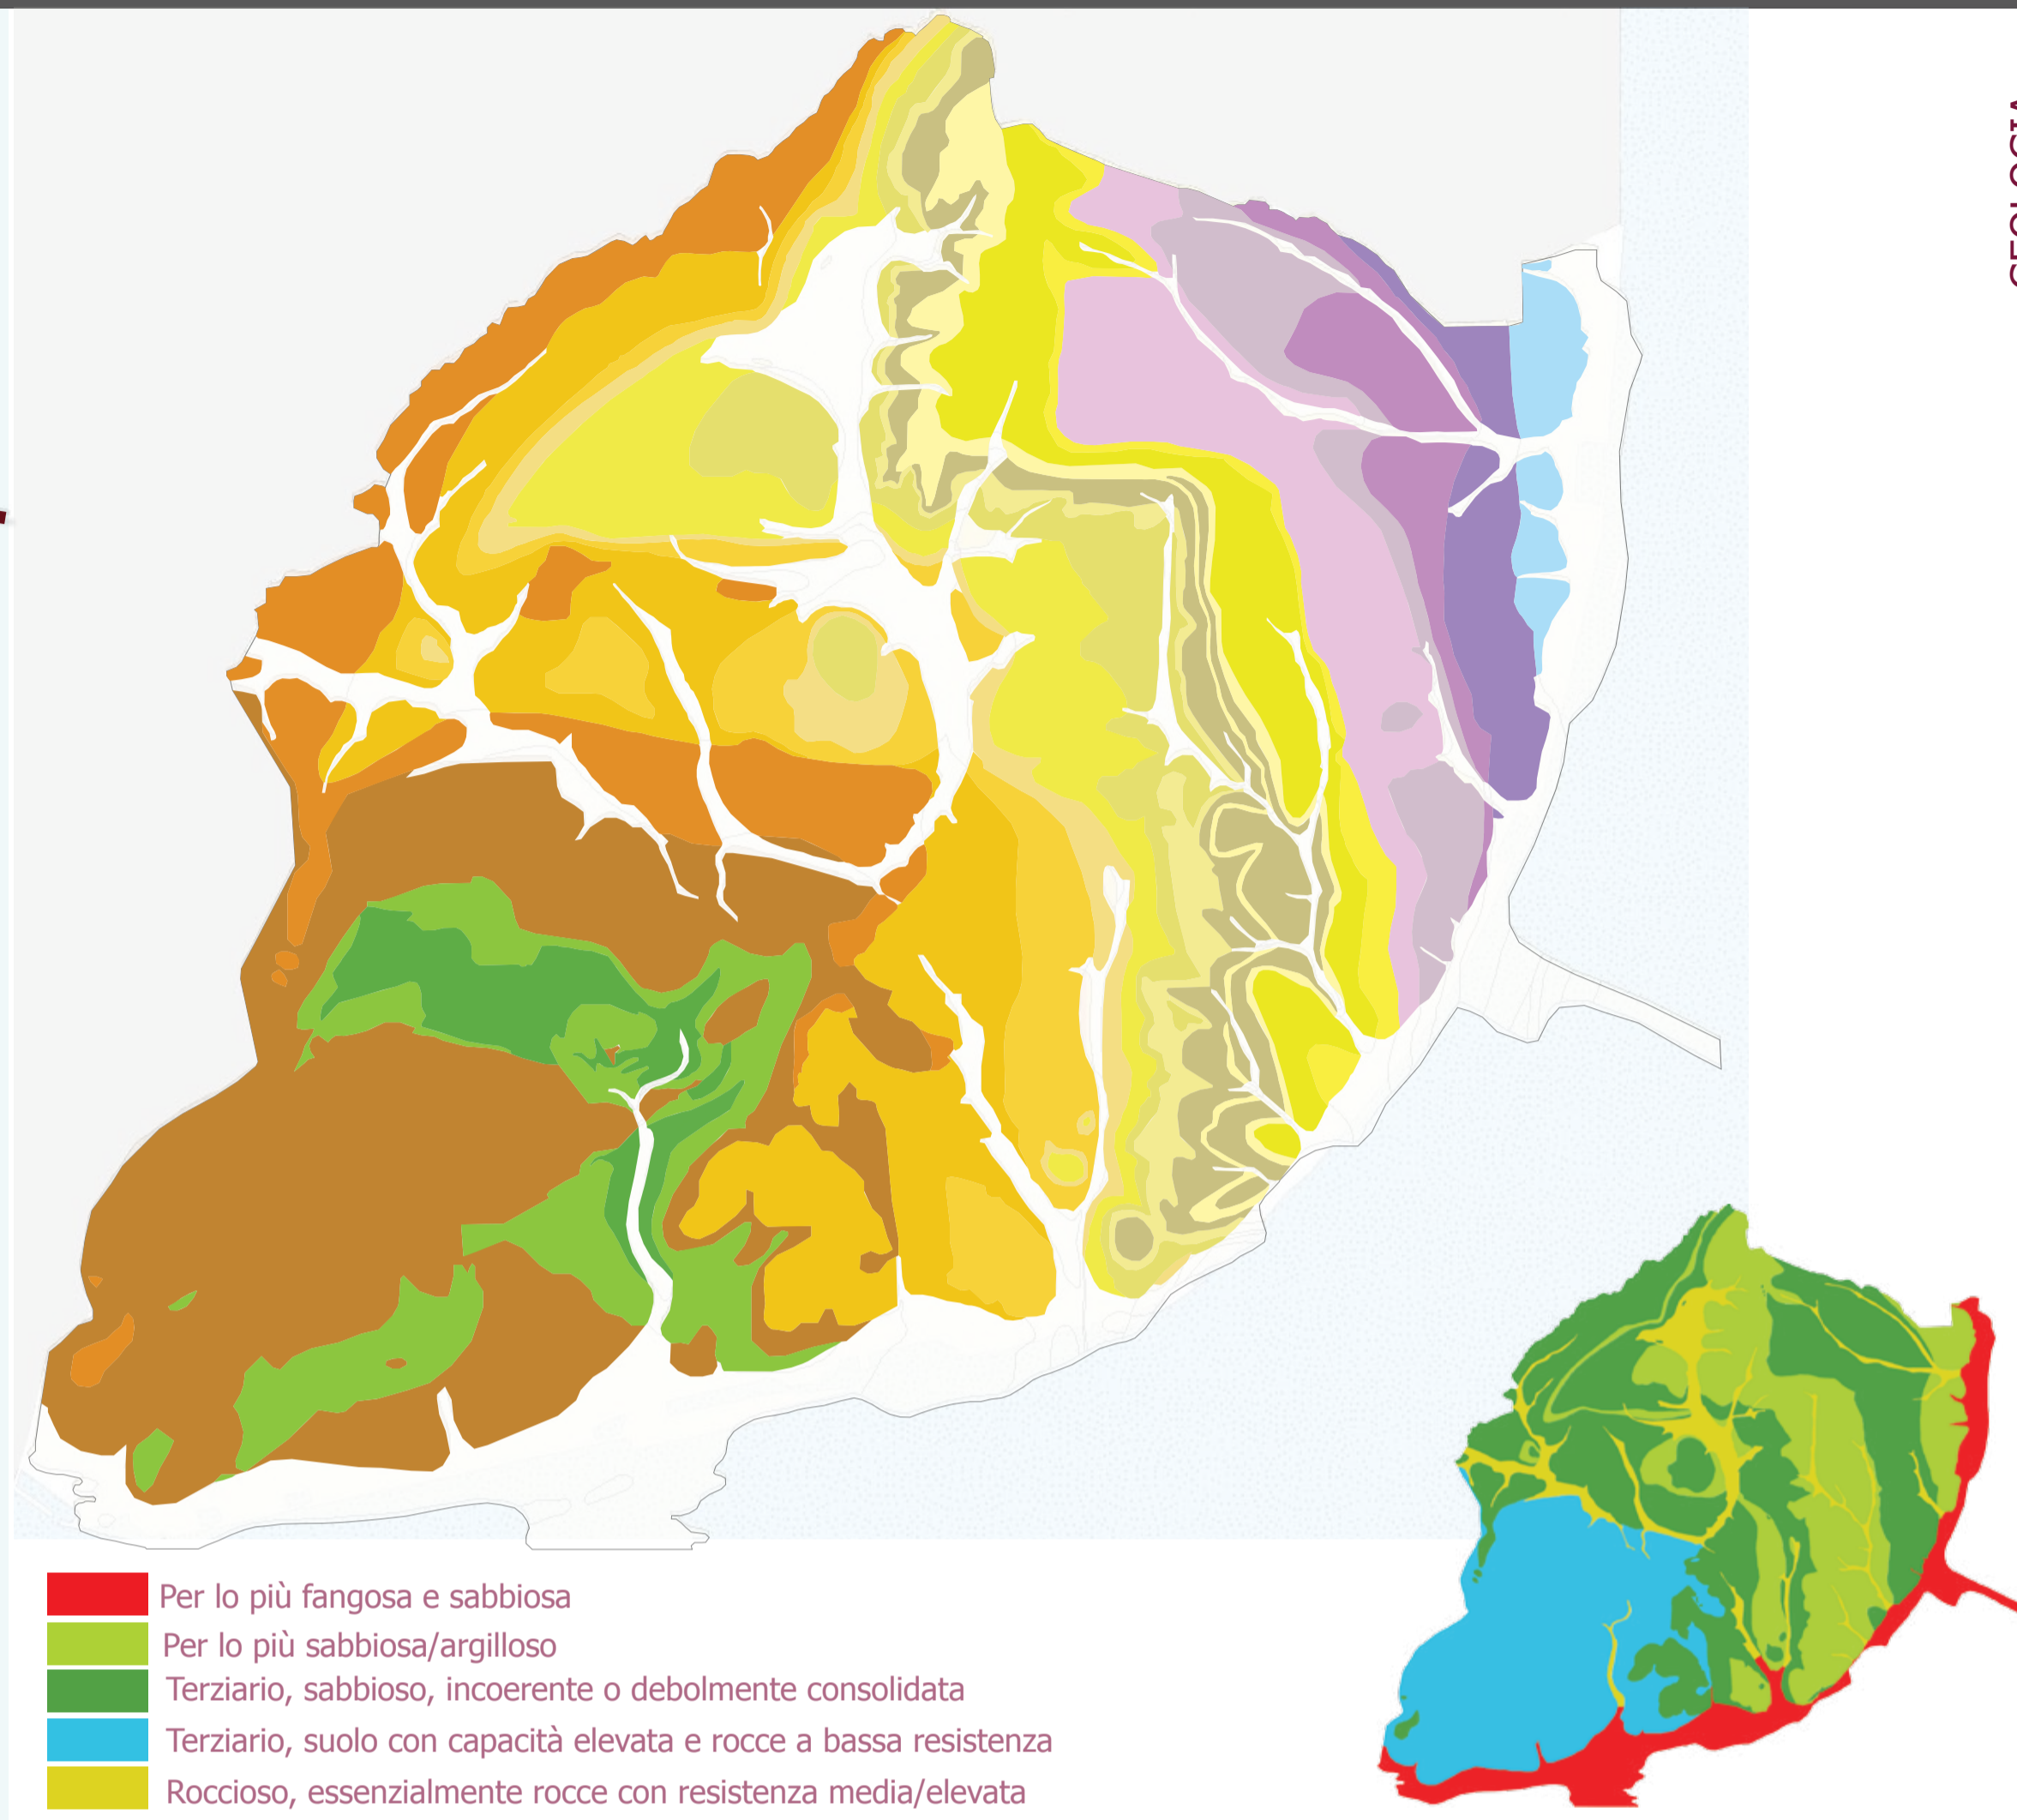 GEOLOGIA
Per lo più fangosa e sabbiosa
Per lo più sabbiosa/argilloso
Terziario, sabbioso, incoerente o debolmente consolidata
Terziario, suolo con capacità elevata e rocce a bassa resistenza
Roccioso, essenzialmente rocce con resistenza media/elevata